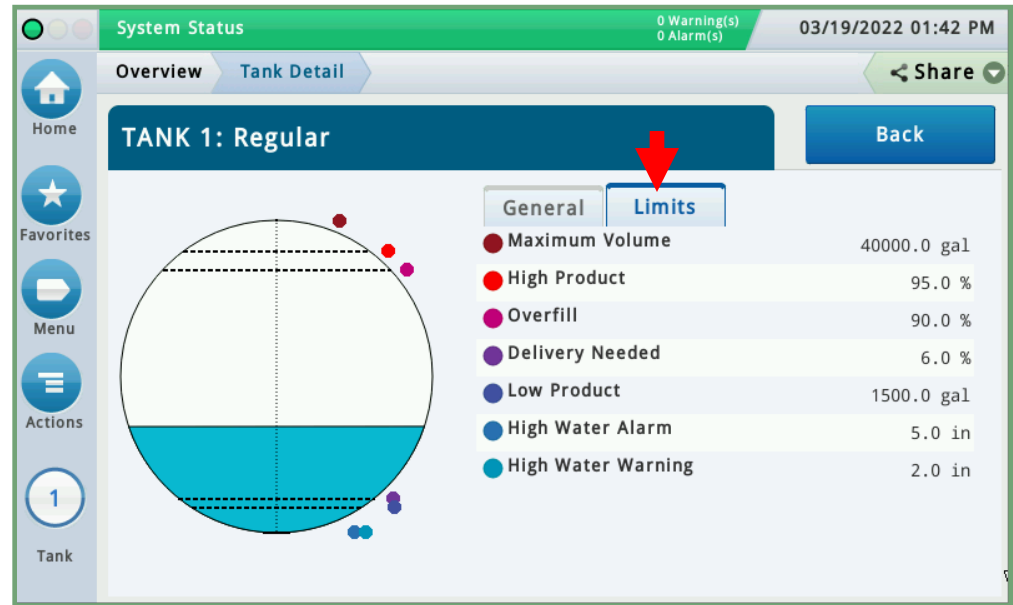 System Status
0 Warning(s)
0 Alarm(s)
03/19/2022 01:42 PM
Overview
Tank Detail
Share
Home
TANK 1: Regular
Back
Favorites
General
Limits
Maximum Volume 40000.0 gal
High Product 95.0 %
Overfill 90.0 %
Menu
Delivery Needed 6.0 %
Low Product 1500.0 gal
Actions
High Water Alarm 5.0 in
High Water Warning 2.0 in
1
Tank